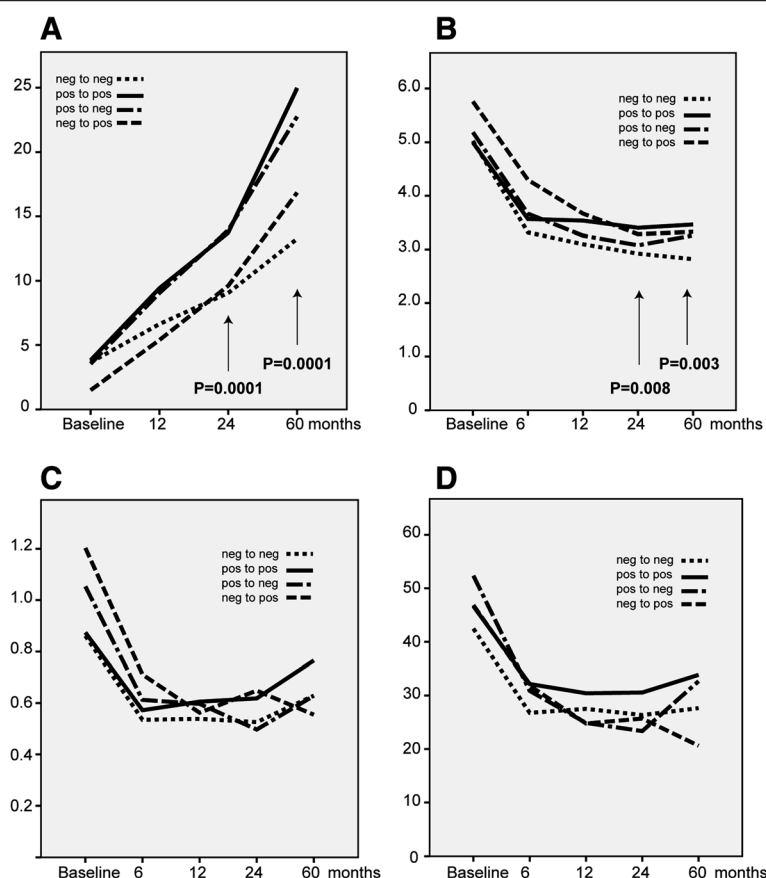 A
neg to neg
pos to pos
pos to neg
neg to pos
25
20
15
10
5
0
P=0.0001
P=0.0001
Baseline 12 24 60 months
B
neg to neg
pos to pos
pos to neg
neg to pos
6.0
5.0
4.0
3.0
2.0
1.0
0
P=0.003
P=0.008
Baseline 6 12 24 60 months
C
neg to neg
pos to pos
pos to neg
neg to pos
1.2
1.0
0.8
0.6
0.4
0.2
Baseline 6 12 24 60 months
D
neg to neg
pos to pos
pos to neg
neg to pos
60
50
40
30
20
10
0
Baseline 6 12 24 60 months